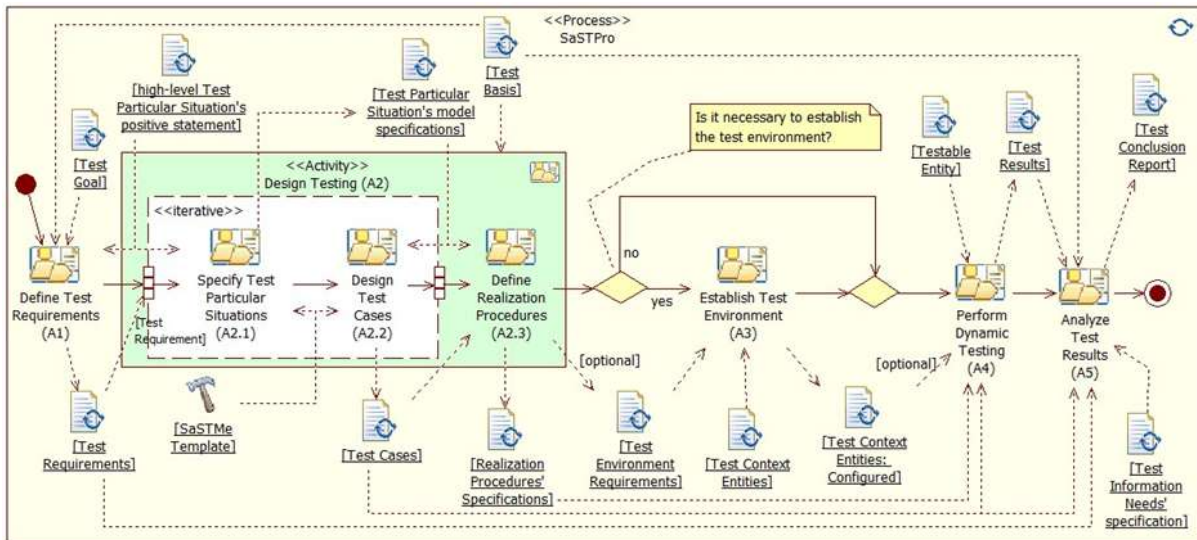 <<Process>>
SaSTPro
[high-level Test
Particular Situation's
positive statement]
[Test Particular
Situation's model
specifications]
[Test
Basis]
Is it necessary to establish
the test environment?
[Test
Goal]
[Testable
Entity]
[Test
Results]
[Test
Conclusion
Report]
<<Activity>>
Design Testing (A2)
<<iterative>>
Define Test
Requirements
(A1)
[Test
Requirement]
Specify Test
Particular
Situations
(A2.1)
Design
Test
Cases
(A2.2)
Define
Realization
Procedures
(A2.3)
no
yes
Establish Test
Environment
(A3)
Perform
Dynamic
Testing
(A4)
Analyze
Test
Results
(A5)
[optional]
[optional]
[Test
Requirements]
[SaSTMe
Template]
[Test Cases]
[Realization
Procedures'
Specifications]
[Test
Environment
Requirements]
[Test Context
Entities]
[Test Context
Entities:
Configured]
[Test
Information
Needs'
specification]